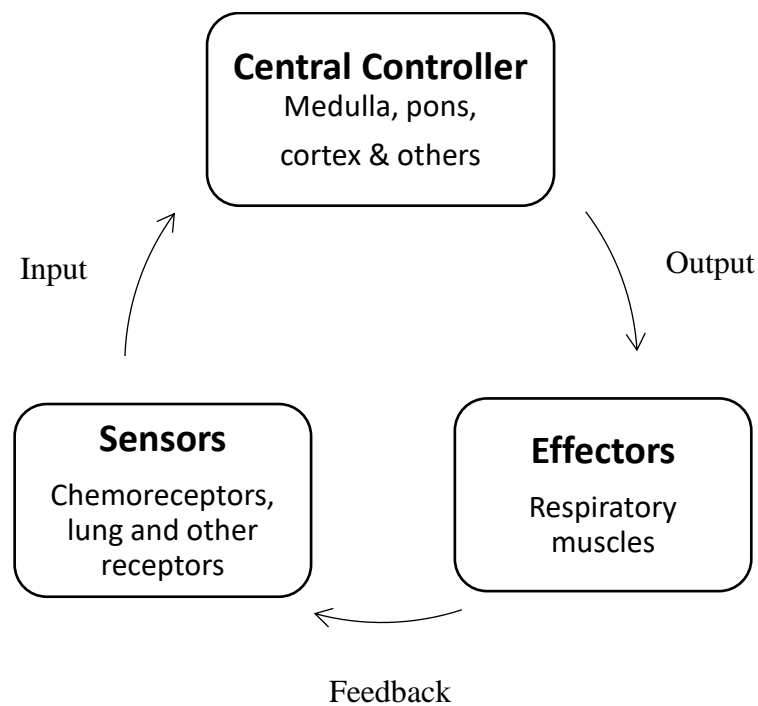 Central Controller
Medulla, pons,
cortex & others
Input
Output
Sensors
Chemoreceptors,
lung and other
receptors
Effectors
Respiratory
muscles
Feedback